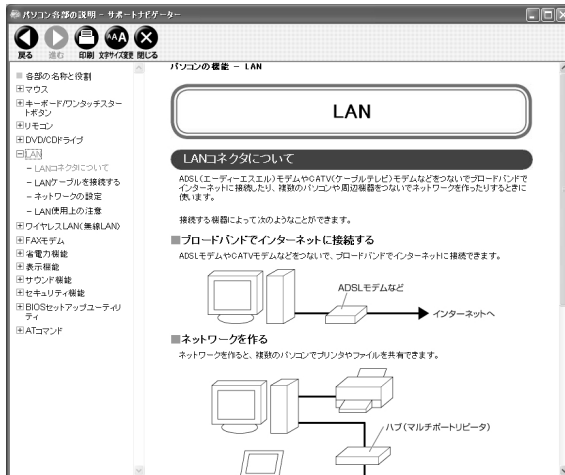 パソコン各部の説明 - サポートナビゲーター
戻る 進む 印刷 文字サイズ変更 閉じる
各部の名称と役割
マウス
キーボード/ワンタッチスター
トボタン
リモコン
DVD/CDドライブ
LAN
- LANコネクタについて
- LANケーブルを接続する
- ネットワークの設定
- LAN使用上の注意
ワイヤレスLAN(無線LAN)
FAXモデム
省電力機能
表示機能
サウンド機能
セキュリティ機能
BIOSセットアップユーティリ
ティ
ATコマンド
パソコンの機能 - LAN
LAN
LANコネクタについて
ADSL(エーディーエスエル)モデムやCATV(ケーブルテレビ)モデムなどをつないでブロードバンドで
インターネットに接続したり、複数のパソコンや周辺機器をつないでネットワークを作ったりするときに
使います。
接続する機器によって次のようなことができます。
■ブロードバンドでインターネットに接続する
ADSLモデムやCATVモデムなどをつないで、ブロードバンドでインターネットに接続できます。
ADSLモデムなど
インターネットへ
■ネットワークを作る
ネットワークを作ると、複数のパソコンでプリンタやファイルを共有できます。
ハブ(マルチポートリピータ)